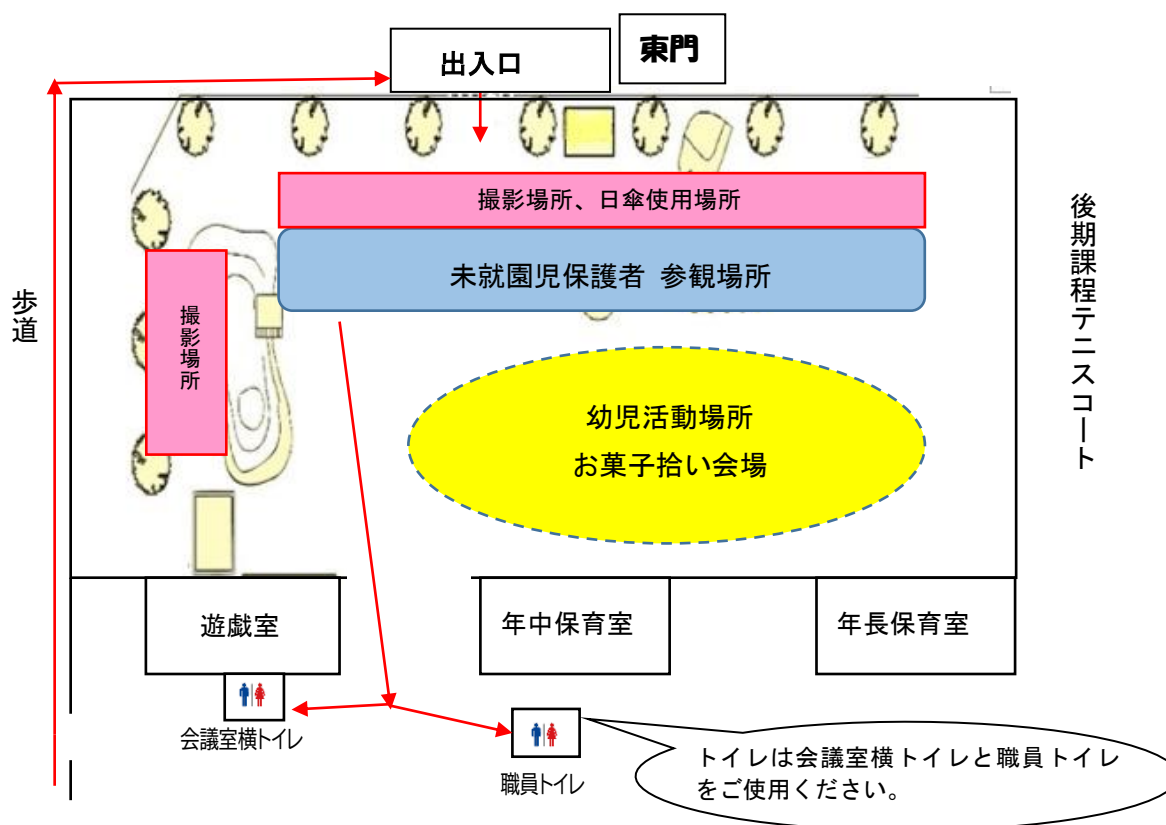 出入口
東門
撮影場所、日傘使用場所
未就園児保護者 参観場所
撮影場所
歩道
後期課程テニスコート
幼児活動場所
お菓子拾い会場
遊戯室
年中保育室
年長保育室
会議室横トイレ
職員トイレ
トイレは会議室横トイレと職員トイレ
をご使用ください。